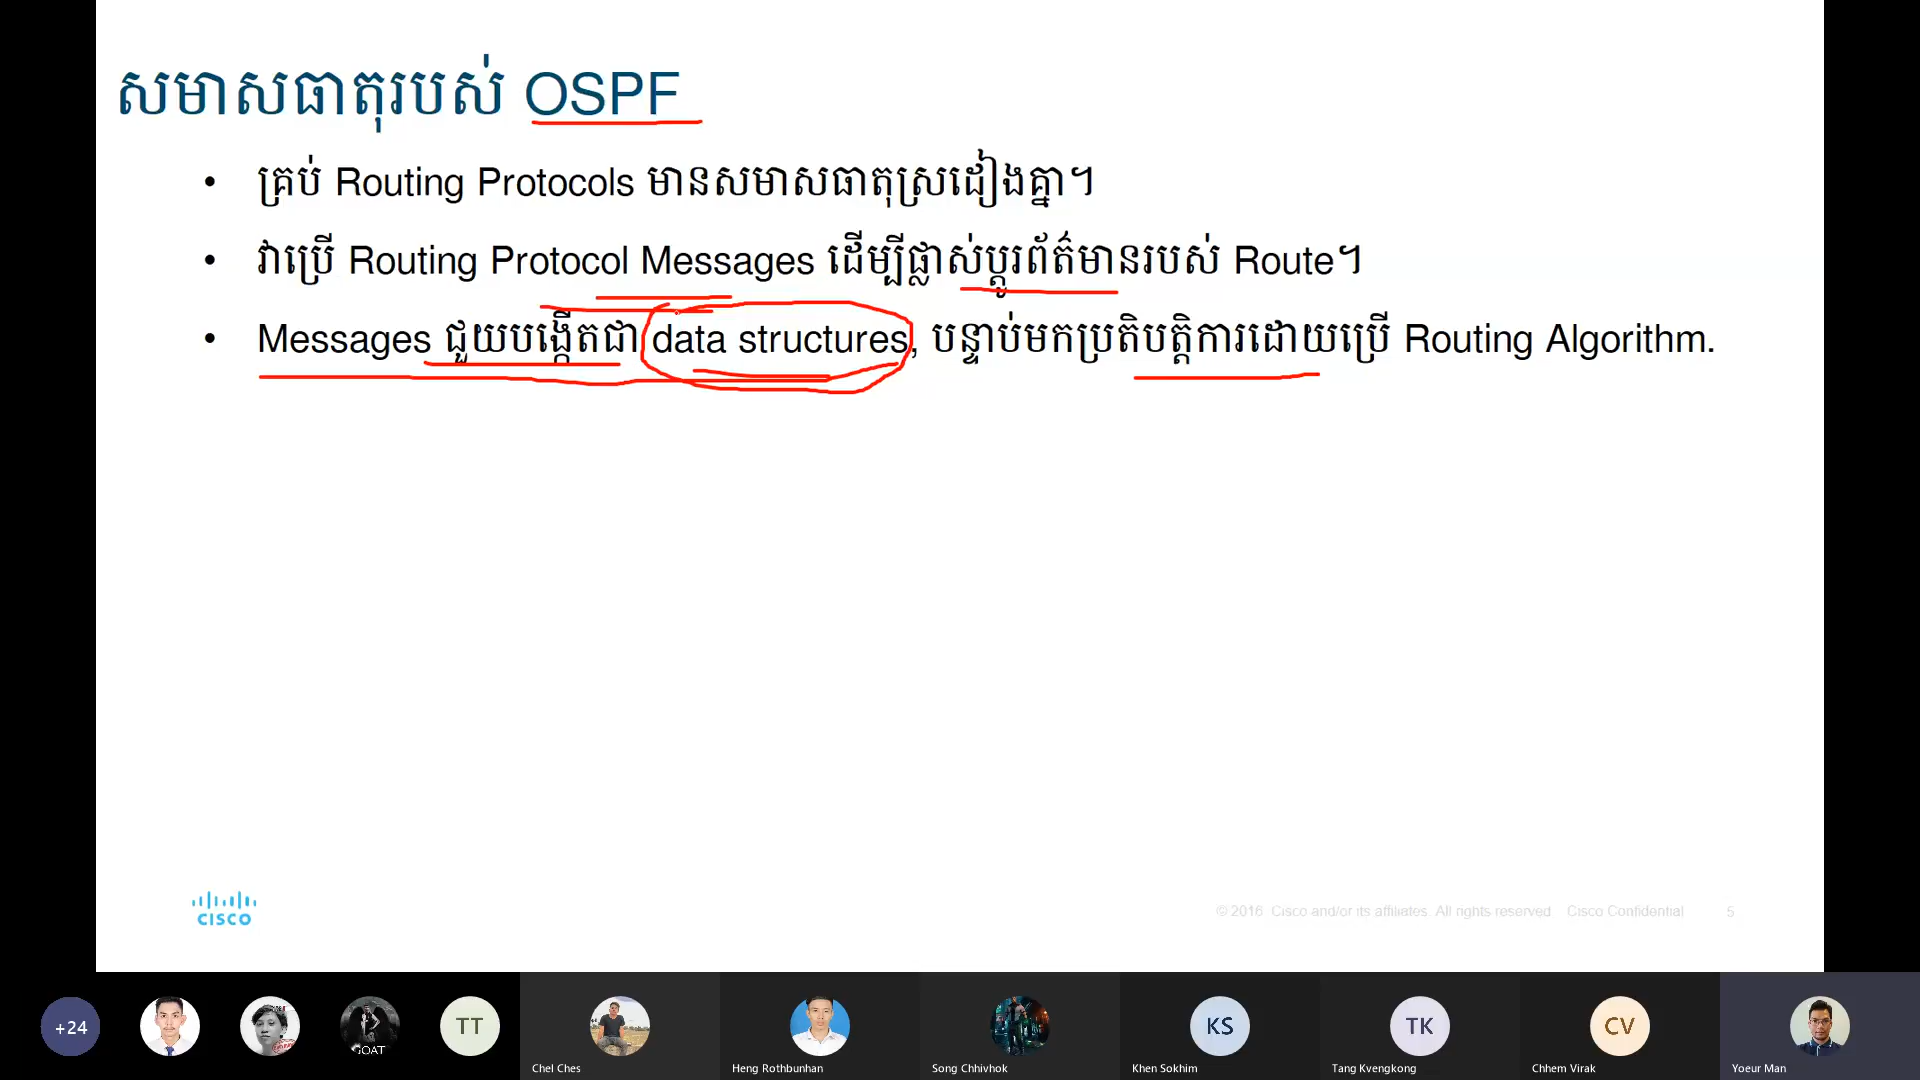 សមាសធាតុរបស់ OSPF
• គ្រប់ Routing Protocols មានសមាសធាតុស្រដៀងគ្នា។
• វាប្រើ Routing Protocol Messages ដើម្បីផ្លាស់ប្តូរព័ត៌មានរបស់ Route។
• Messages ជួយបង្កើតជា data structures, បន្ទាប់មកប្រតិបត្តិការដោយប្រើ Routing Algorithm.
CISCO
© 2016 Cisco and/or its affiliates. All rights reserved. Cisco Confidential 5
+24
GOAT
TT
KS
TK
CV
Chel Ches
Heng Rothbunhan
Song Chhivhok
Khen Sokhim
Tang Kvengkong
Chhem Virak
Yoeur Man